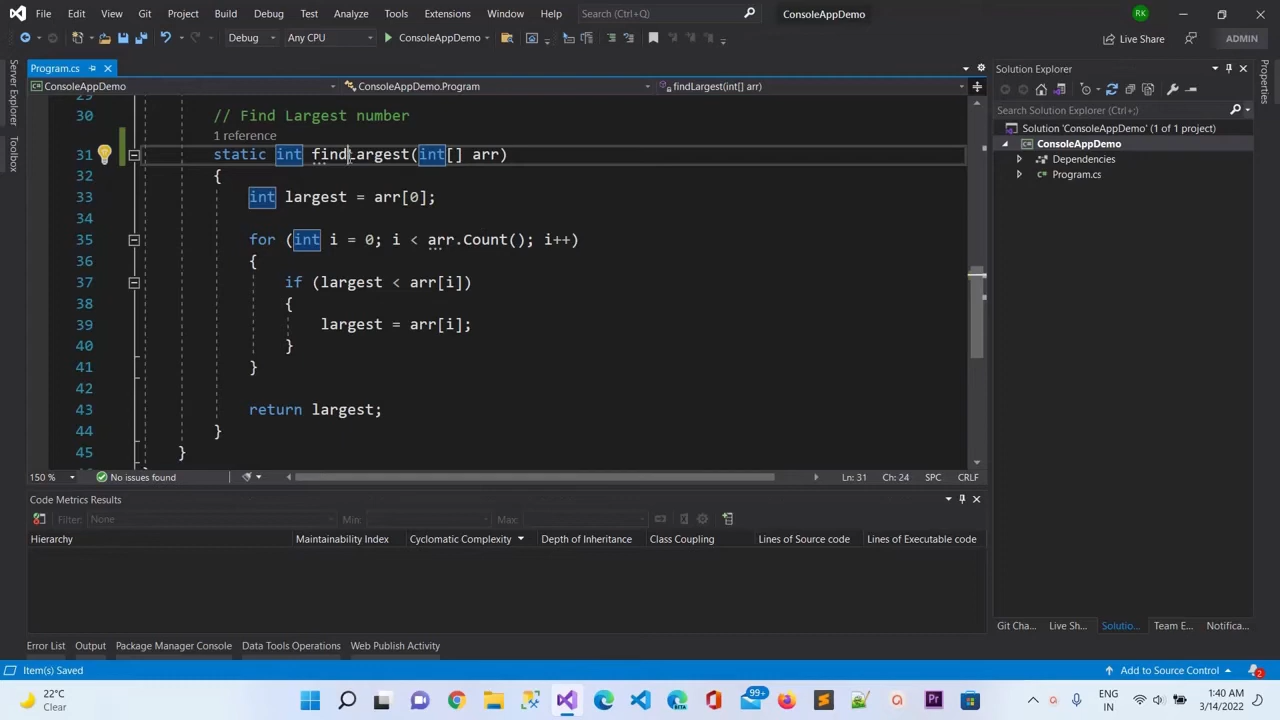 File Edit View Git Project Build Debug Test Analyze Tools Extensions Window Help Search (Ctrl+Q) ConsoleAppDemo RK
Debug Any CPU ConsoleAppDemo Live Share ADMIN
Program.cs
ConsoleAppDemo ConsoleAppDemo.Program findLargest(int[] arr)
Server Explorer
Toolbox
29
30 // Find Largest number
1 reference
31 static int findLargest(int[] arr)
32 {
33 int largest = arr[0];
34
35 for (int i = 0; i < arr.Count(); i++)
36 {
37 if (largest < arr[i])
38 {
39 largest = arr[i];
40 }
41 }
42
43 return largest;
44 }
45 }
150 % No issues found Ln: 31 Ch: 24 SPC CRLF
Code Metrics Results
Filter: None Min: Max:
Hierarchy Maintainability Index Cyclomatic Complexity Depth of Inheritance Class Coupling Lines of Source code Lines of Executable code
Error List Output Package Manager Console Data Tools Operations Web Publish Activity
Solution Explorer
Search Solution Explorer (Ctrl+;)
Solution 'ConsoleAppDemo' (1 of 1 project)
ConsoleAppDemo
Dependencies
Program.cs
Git Cha... Live Sh... Solutio... Team E... Notifica...
Properties
Item(s) Saved Add to Source Control 2
22°C
Clear
99+
ENG
IN
1:40 AM
3/14/2022